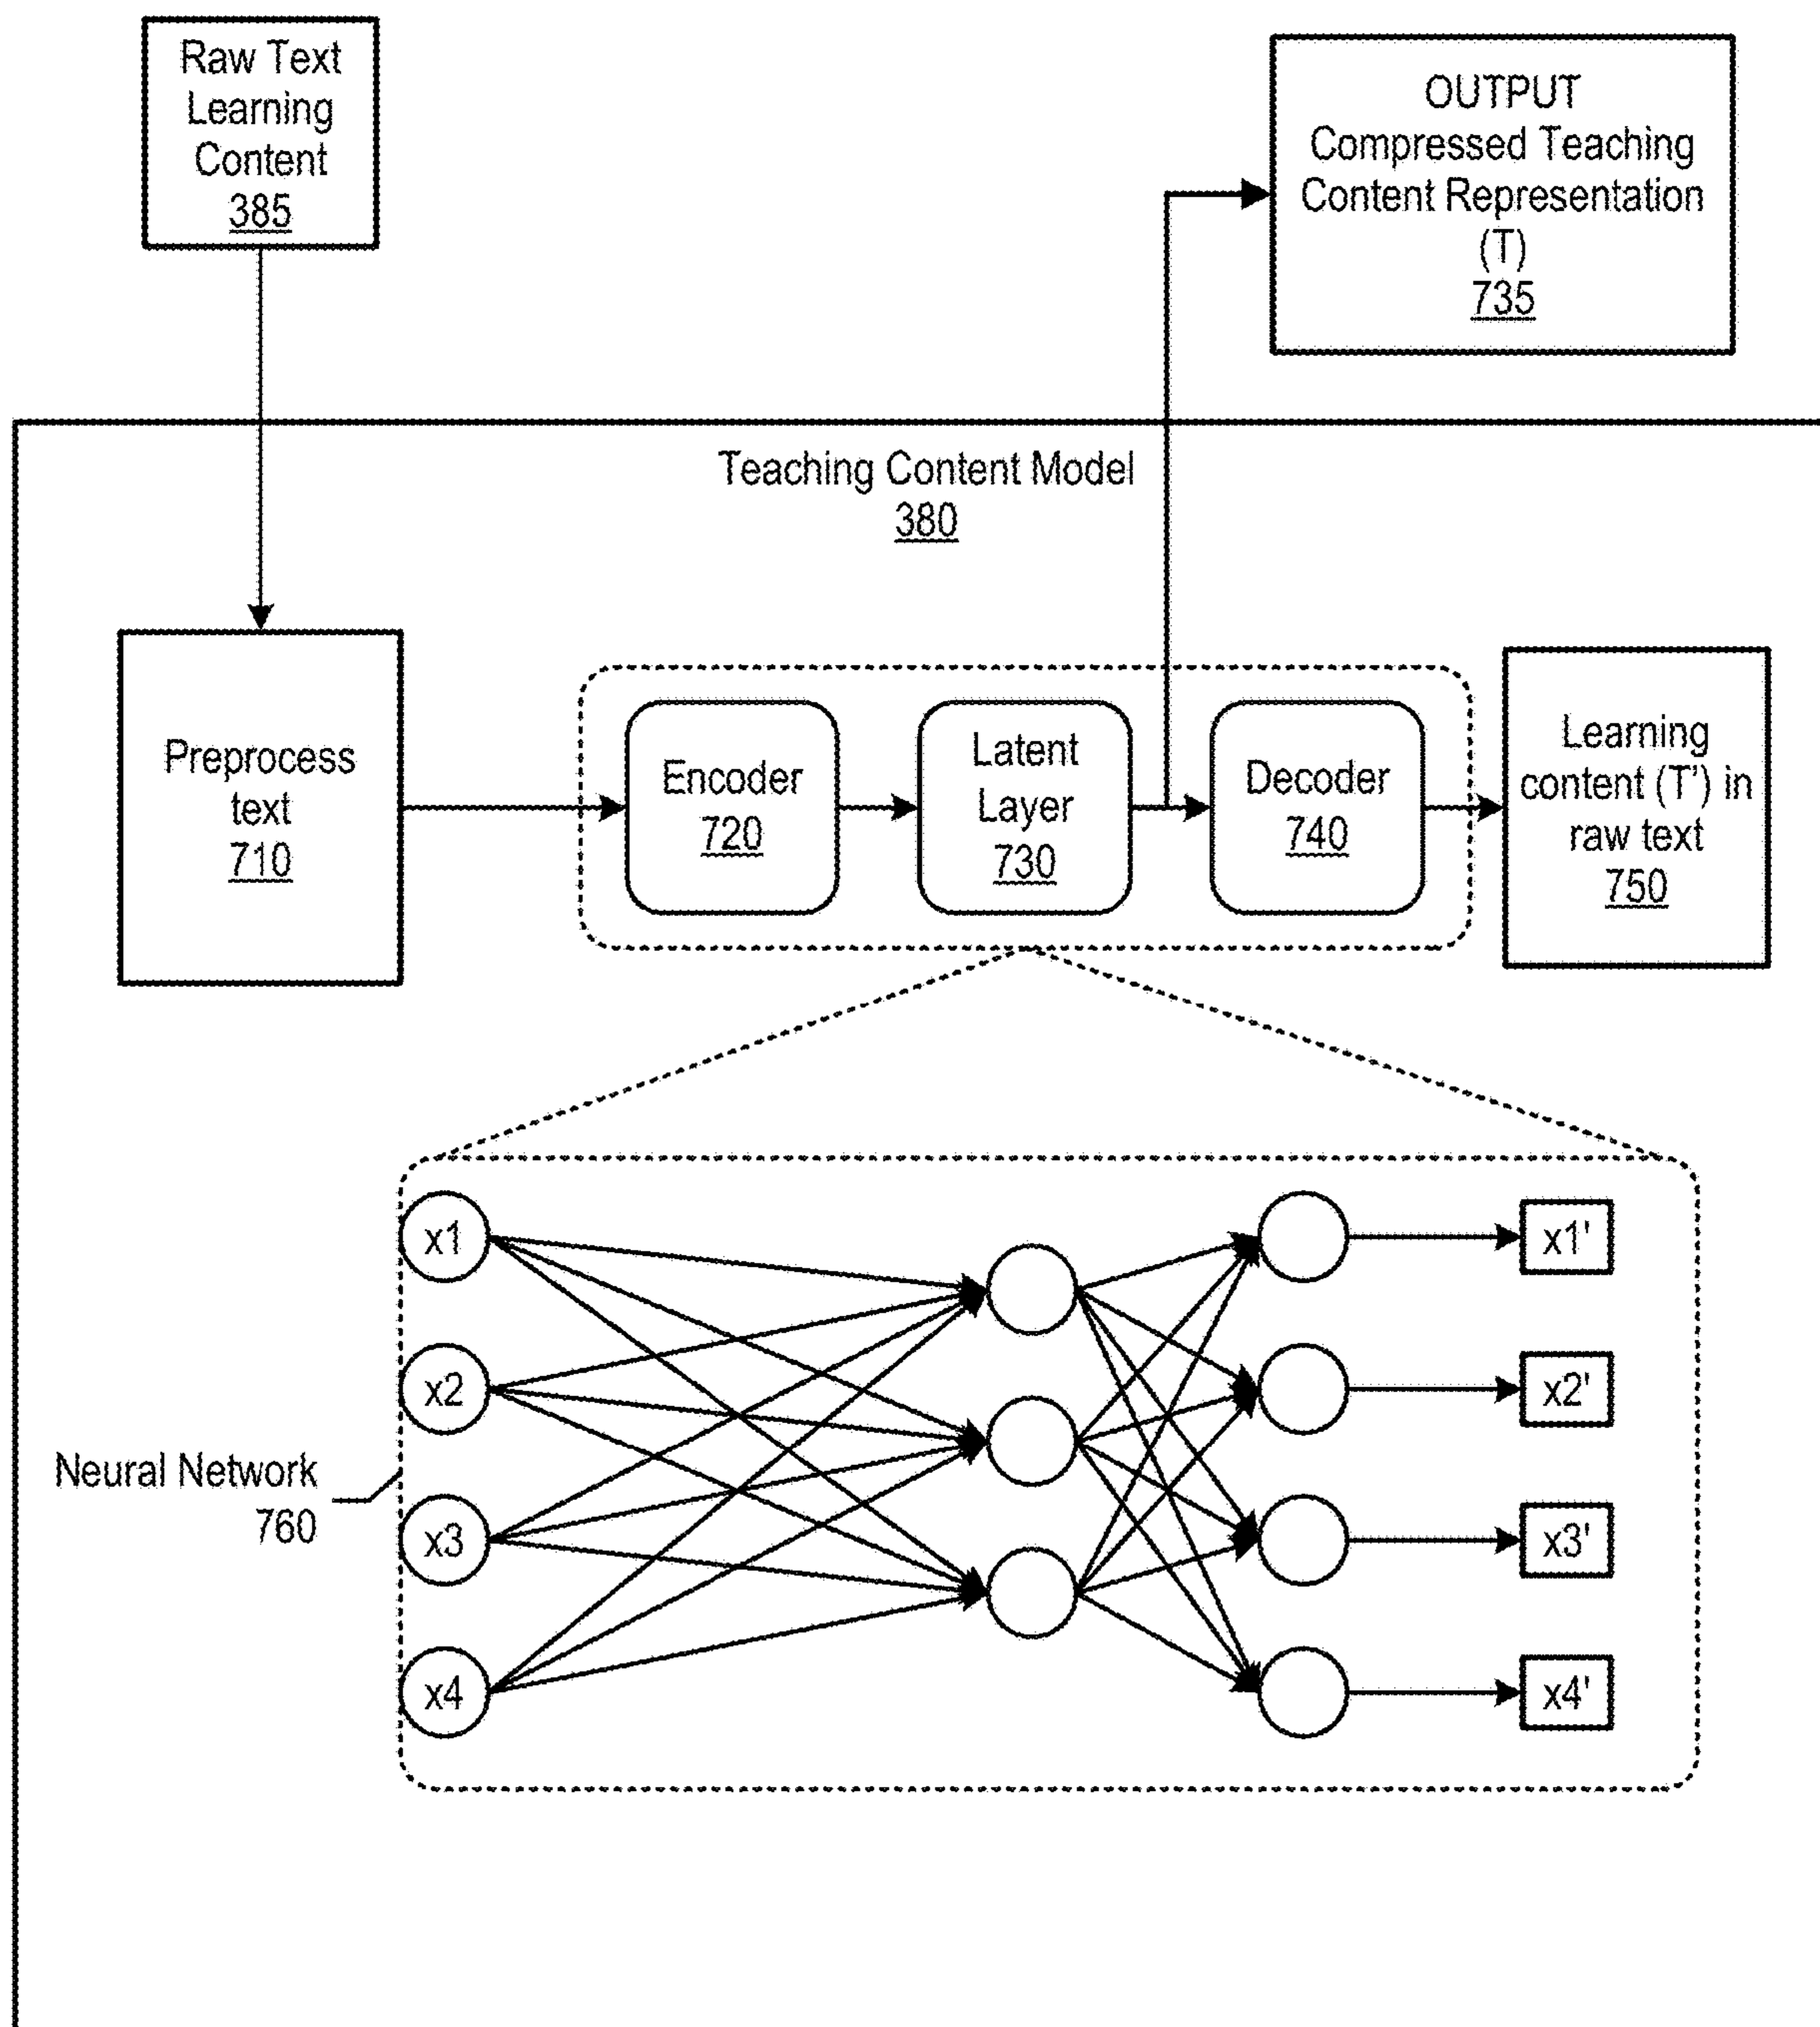 Raw Text
Learning
Content
385
OUTPUT
Compressed Teaching
Content Representation
(T)
735
Teaching Content Model
380
Preprocess
text
710
Encoder
720
Latent
Layer
730
Decoder
740
Learning
content (T') in
raw text
750
Neural Network
760
x1
x2
x3
x4
x1'
x2'
x3'
x4'